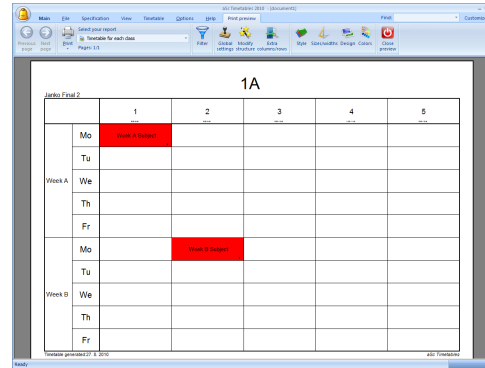 aSc Timetables 2010 - [document1]
Main File Specification View Timetable Options Help Print preview Find: Customize
Previous page Next page Print Select your report Timetable for each class Pages: 1/1 Filter Global settings Modify structure Extra columns/rows Style Sizes/widths Design Colors Close preview
1A
Janko Final 2
1 2 3 4 5
Mo Week A Subject
Tu
Week A We
Th
Fr
Mo Week B Subject
Tu
Week B We
Th
Fr
Timetable generated:27. 8. 2010 aSc Timetables
Ready